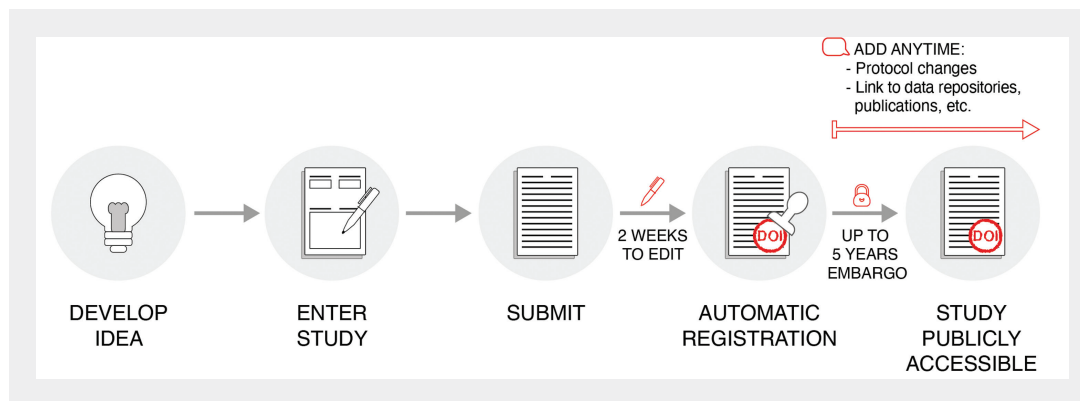 ADD ANYTIME:
- Protocol changes
- Link to data repositories,
publications, etc.
DOI
DOI
2 WEEKS
TO EDIT
UP TO
5 YEARS
EMBARGO
DEVELOP
IDEA
ENTER
STUDY
SUBMIT
AUTOMATIC
REGISTRATION
STUDY
PUBLICLY
ACCESSIBLE